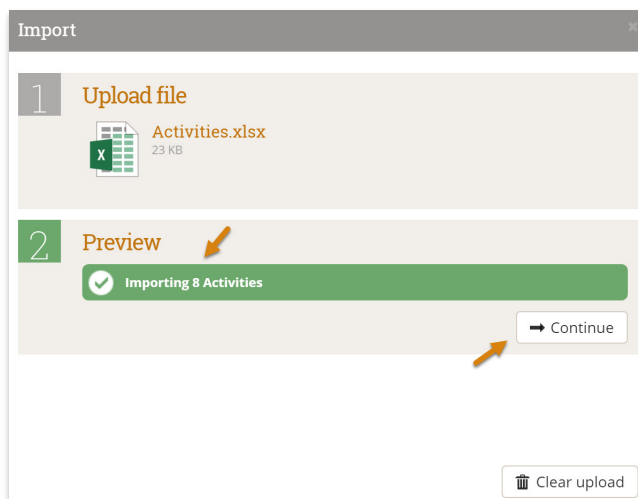 Import
1
Upload file
X
Activities.xlsx
23 KB
2
Preview
Importing 8 Activities
Continue
Clear upload